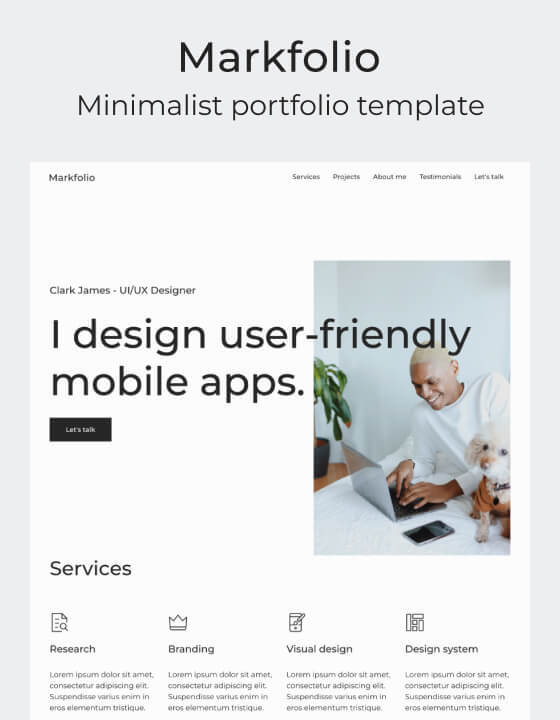 Markfolio
Minimalist portfolio template
Markfolio
Services Projects About me Testimonials Let's talk
Clark James - UI/UX Designer
I design user-friendly
mobile apps.
Let's talk
Services
Research
Lorem ipsum dolor sit amet,
consectetur adipiscing elit.
Suspendisse varius enim in
eros elementum tristique.
Branding
Lorem ipsum dolor sit amet,
consectetur adipiscing elit.
Suspendisse varius enim in
eros elementum tristique.
Visual design
Lorem ipsum dolor sit amet,
consectetur adipiscing elit.
Suspendisse varius enim in
eros elementum tristique.
Design system
Lorem ipsum dolor sit amet,
consectetur adipiscing elit.
Suspendisse varius enim in
eros elementum tristique.